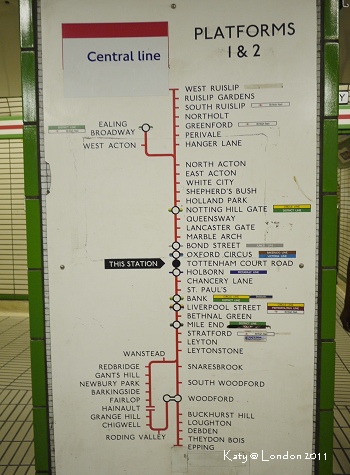 PLATFORMS
1 & 2
Central line
WEST RUISLIP
RUISLIP GARDENS
SOUTH RUISLIP
NORTHOLT
GREENFORD
PERIVALE
HANGER LANE
EALING
BROADWAY
WEST ACTON
NORTH ACTON
EAST ACTON
WHITE CITY
SHEPHERD'S BUSH
HOLLAND PARK
NOTTING HILL GATE
QUEENSWAY
LANCASTER GATE
MARBLE ARCH
BOND STREET
OXFORD CIRCUS
THIS STATION
TOTTENHAM COURT ROAD
HOLBORN
CHANCERY LANE
ST. PAUL'S
BANK
LIVERPOOL STREET
BETHNAL GREEN
MILE END
STRATFORD
LEYTON
LEYTONSTONE
WANSTEAD
REDBRIDGE
GANTS HILL
NEWBURY PARK
BARKINGSIDE
FAIRLOP
HAINAULT
GRANGE HILL
CHIGWELL
RODING VALLEY
SNARESBROOK
SOUTH WOODFORD
WOODFORD
BUCKHURST HILL
LOUGHTON
DEBDEN
THEYDON BOIS
EPPING
Katy@London 2011